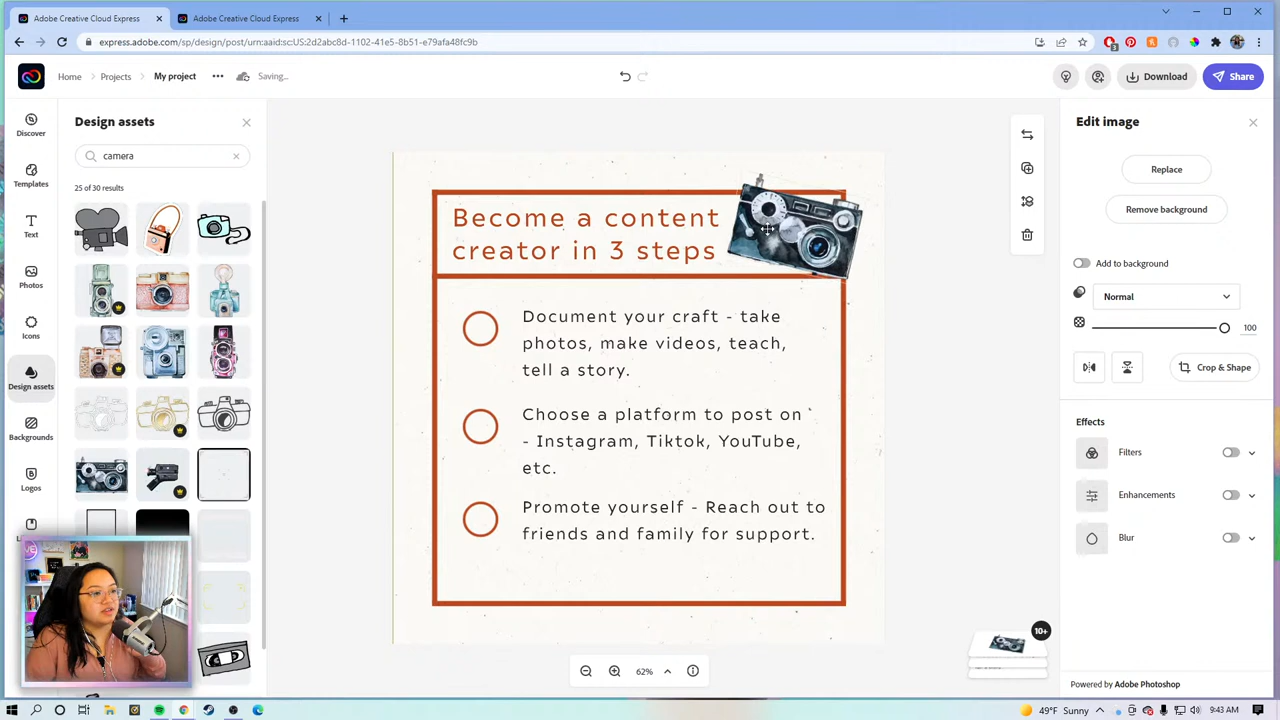 Adobe Creative Cloud Express
Adobe Creative Cloud Express
express.adobe.com/sp/design/post/urn:aaid:sc:US:2d2abc8d-1102-41e5-8b51-e79afa48fc9b
Home
Projects
My project
Saving...
Download
Share
Discover
Templates
Text
Photos
Icons
Design assets
Backgrounds
Logos
Design assets
camera
25 of 30 results
Become a content
creator in 3 steps
Document your craft - take
photos, make videos, teach,
tell a story.
Choose a platform to post on `
- Instagram, Tiktok, YouTube,
etc.
Promote yourself - Reach out to
friends and family for support.
62%
10+
Edit image
Replace
Remove background
Add to background
Normal
100
Crop & Shape
Effects
Filters
Enhancements
Blur
Powered by Adobe Photoshop
49°F Sunny
9:43 AM